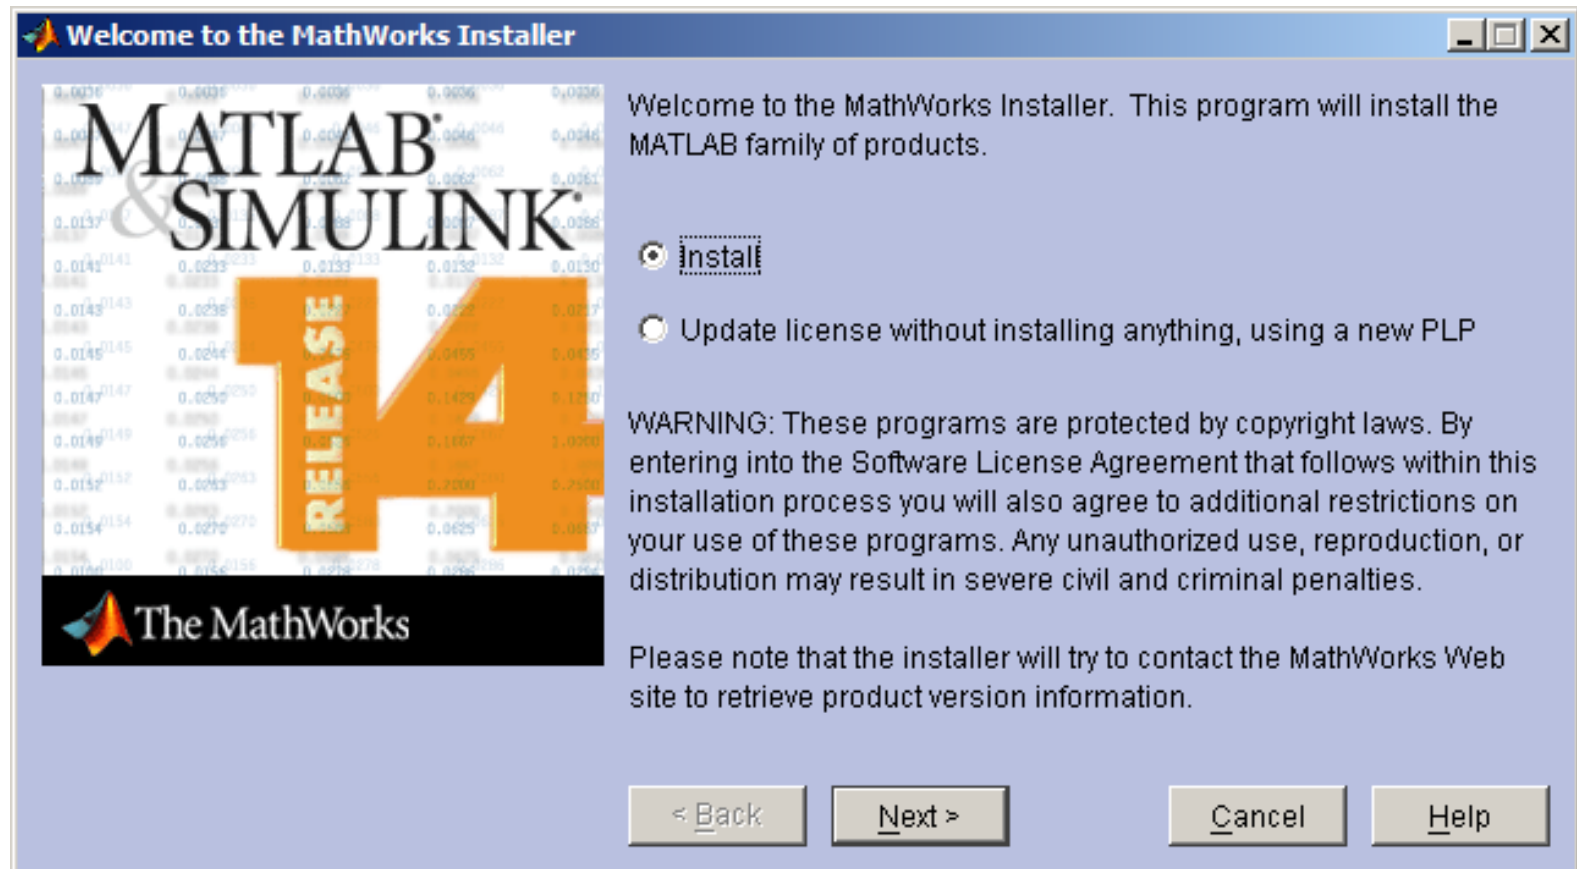 Welcome to the MathWorks Installer
MATLAB®
& SIMULINK®
RELEASE
14
The MathWorks
Welcome to the MathWorks Installer. This program will install the
MATLAB family of products.
Install
Update license without installing anything, using a new PLP
WARNING: These programs are protected by copyright laws. By
entering into the Software License Agreement that follows within this
installation process you will also agree to additional restrictions on
your use of these programs. Any unauthorized use, reproduction, or
distribution may result in severe civil and criminal penalties.
Please note that the installer will try to contact the MathWorks Web
site to retrieve product version information.
< Back
Next >
Cancel
Help